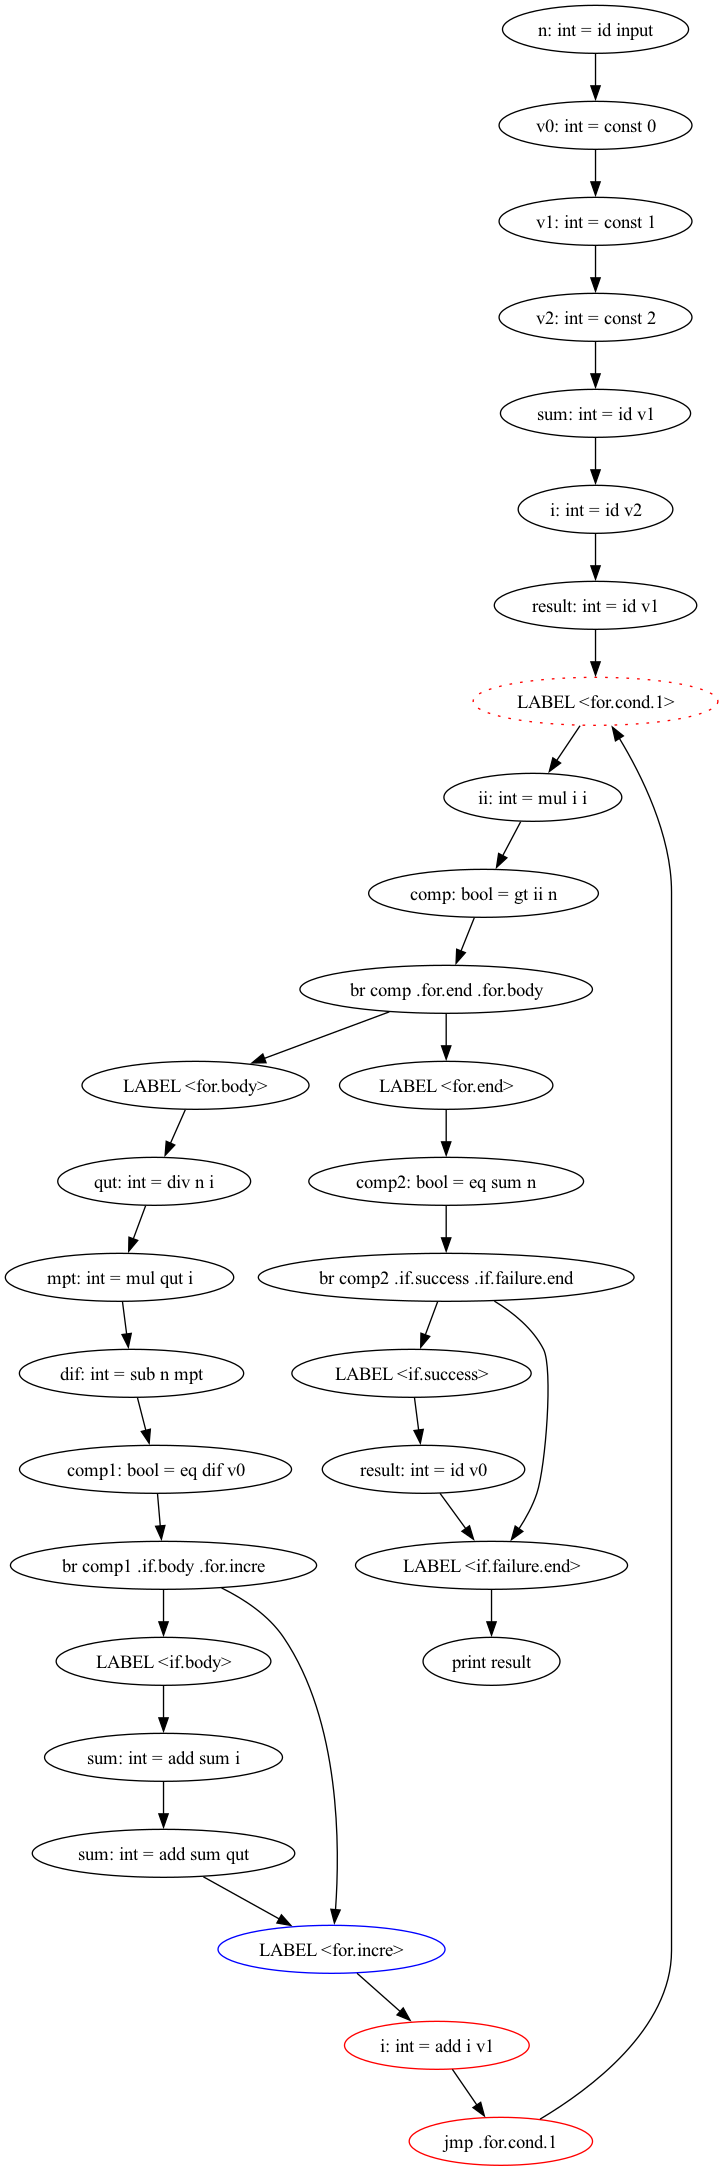 n: int = id input
v0: int = const 0
v1: int = const 1
v2: int = const 2
sum: int = id v1
i: int = id v2
result: int = id v1
LABEL <for.cond.1>
ii: int = mul i i
comp: bool = gt ii n
br comp .for.end .for.body
LABEL <for.body>
LABEL <for.end>
qut: int = div n i
comp2: bool = eq sum n
mpt: int = mul qut i
br comp2 .if.success .if.failure.end
dif: int = sub n mpt
LABEL <if.success>
comp1: bool = eq dif v0
result: int = id v0
br comp1 .if.body .for.incre
LABEL <if.failure.end>
LABEL <if.body>
print result
sum: int = add sum i
sum: int = add sum qut
LABEL <for.incre>
i: int = add i v1
jmp .for.cond.1